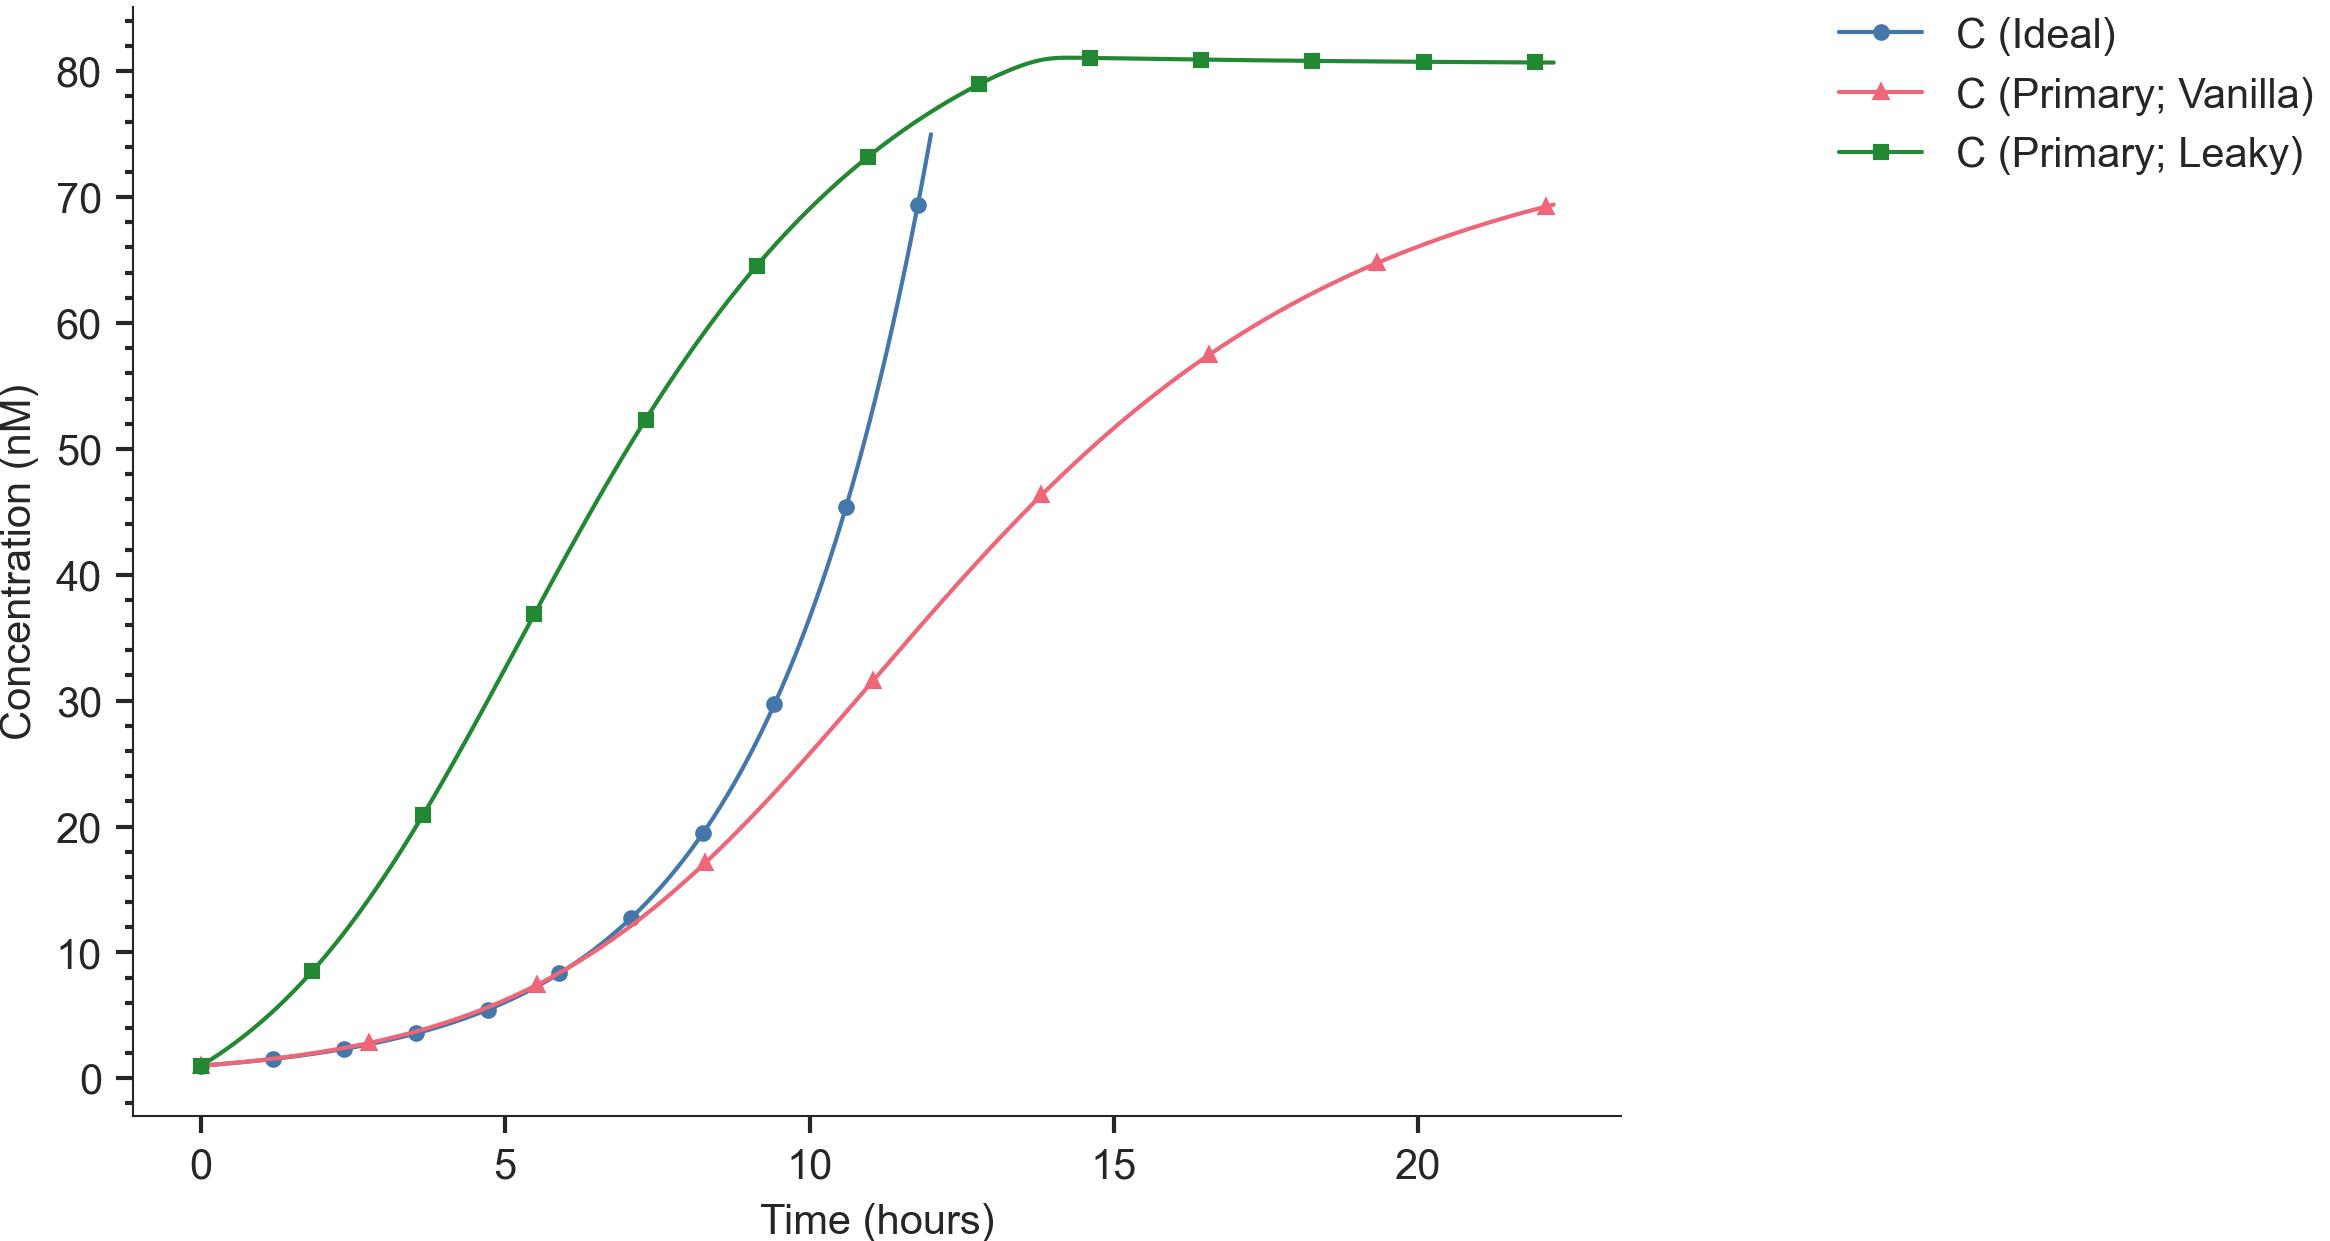 C (Ideal)
C (Primary; Vanilla)
C (Primary; Leaky)
Concentration (nM)
80
70
60
50
40
30
20
10
0
0 5 10 15 20
Time (hours)